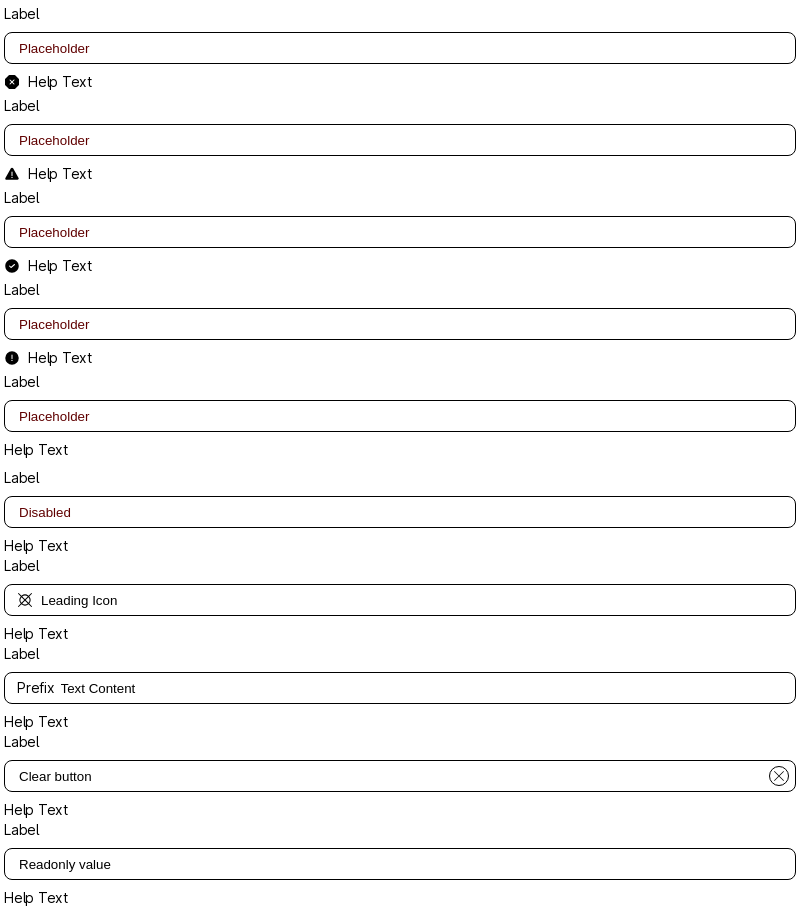 Label
Placeholder
Help Text
Label
Placeholder
Help Text
Label
Placeholder
Help Text
Label
Placeholder
Help Text
Label
Placeholder
Help Text
Label
Disabled
Help Text
Label
Leading Icon
Help Text
Label
Prefix Text Content
Help Text
Label
Clear button
Help Text
Label
Readonly value
Help Text